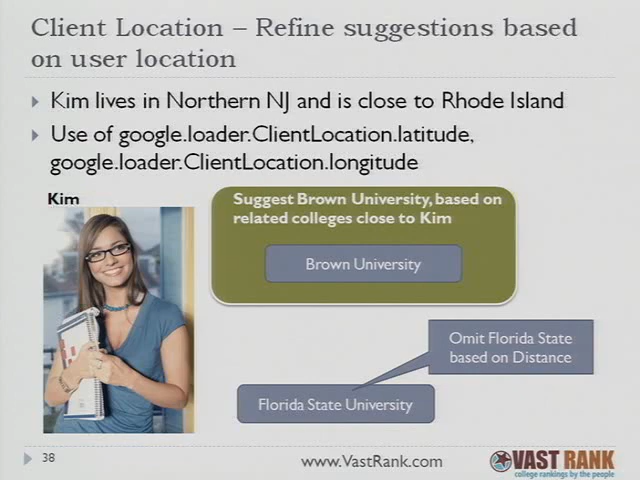 Client Location – Refine suggestions based
on user location
Kim lives in Northern NJ and is close to Rhode Island
Use of google.loader.ClientLocation.latitude,
google.loader.ClientLocation.longitude
Kim
Suggest Brown University, based on
related colleges close to Kim
Brown University
Omit Florida State
based on Distance
Florida State University
38
www.VastRank.com
VAST RANK
college rankings by the people